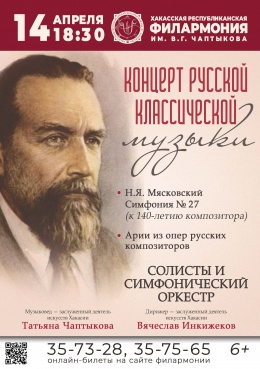 14 АПРЕЛЯ
18:30
ХАКАССКАЯ РЕСПУБЛИКАНСКАЯ
ФИЛАРМОНИЯ
ИМ. В.Г. ЧАПТЫКОВА
КОНЦЕРТ РУССКОЙ
КЛАССИЧЕСКОЙ
музыки
• Н.Я. Мясковский
Симфония № 27
(к 140-летию композитора)
• Арии из опер русских
композиторов
СОЛИСТЫ И
СИМФОНИЧЕСКИЙ
ОРКЕСТР
Музыковед — заслуженный деятель
искусств Хакасии
Татьяна Чаптыкова
Дирижер — заслуженный деятель
искусств Хакасии
Вячеслав Инкижеков
35-73-28, 35-75-65 6+
онлайн-билеты на сайте филармонии